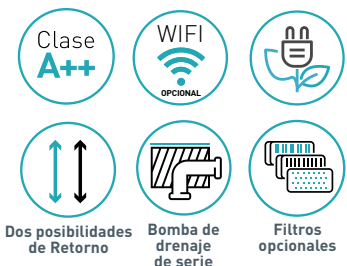 Clase
A++
WIFI
OPCIONAL
Dos posibilidades
de Retorno
Bomba de
drenaje
de serie
Filtros
opcionales